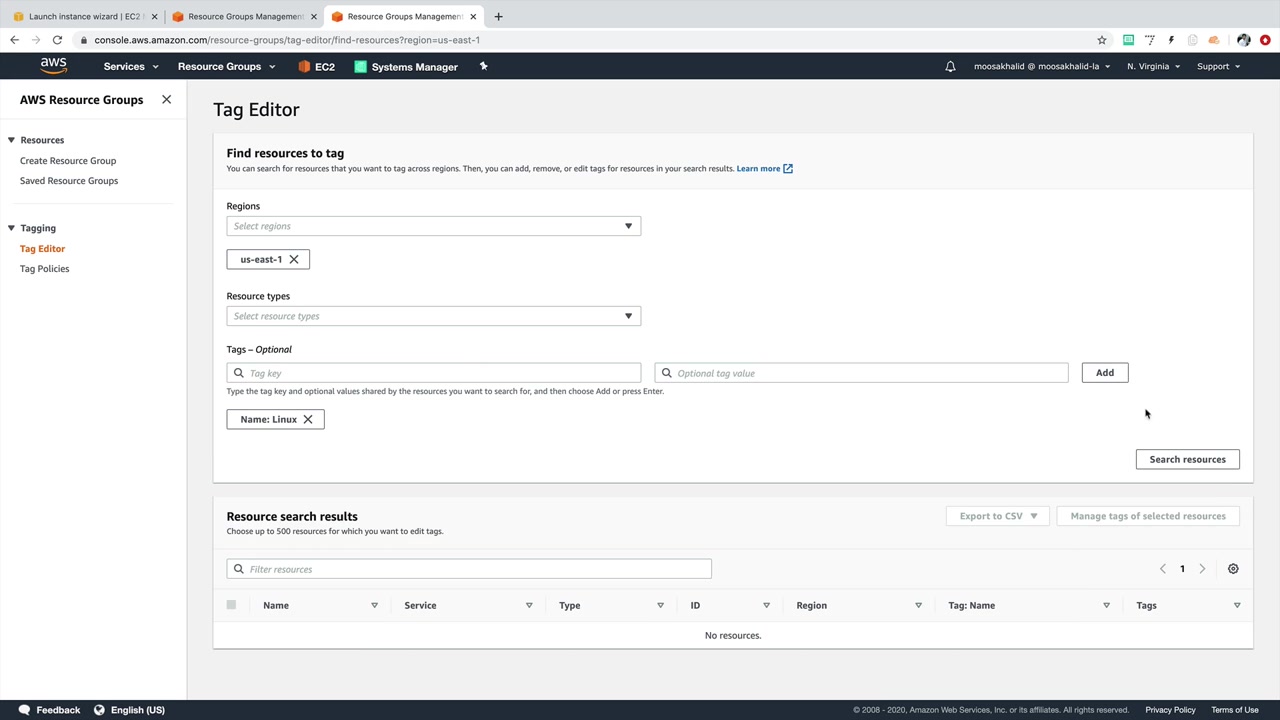 Launch instance wizard | EC2
Resource Groups Management
Resource Groups Management
console.aws.amazon.com/resource-groups/tag-editor/find-resources?region=us-east-1
aws
Services
Resource Groups
EC2
Systems Manager
moosakhalid @ moosakhalid-la
N. Virginia
Support
AWS Resource Groups
Resources
Create Resource Group
Saved Resource Groups
Tagging
Tag Editor
Tag Policies
Tag Editor
Find resources to tag
You can search for resources that you want to tag across regions. Then, you can add, remove, or edit tags for resources in your search results. Learn more
Regions
Select regions
us-east-1
Resource types
Select resource types
Tags – Optional
Tag key
Optional tag value
Add
Type the tag key and optional values shared by the resources you want to search for, and then choose Add or press Enter.
Name: Linux
Search resources
Resource search results
Choose up to 500 resources for which you want to edit tags.
Export to CSV
Manage tags of selected resources
Filter resources
1
Name Service Type ID Region Tag: Name Tags
No resources.
Feedback
English (US)
© 2008 - 2020, Amazon Web Services, Inc. or its affiliates. All rights reserved.
Privacy Policy
Terms of Use